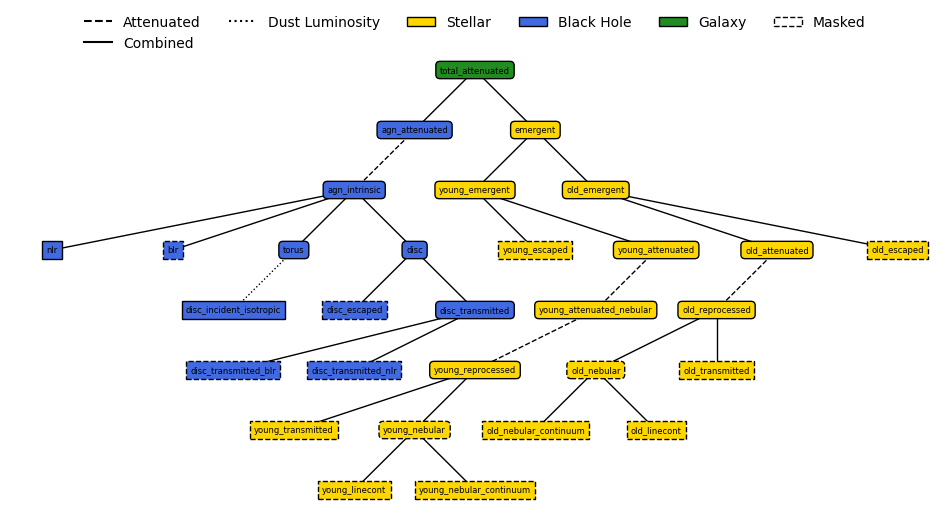 Attenuated Dust Luminosity Stellar Black Hole Galaxy Masked
Combined
total_attenuated
agn_attenuated emergent
agn_intrinsic young_emergent old_emergent
nlr blr torus disc young_escaped young_attenuated old_attenuated old_escaped
disc_incident_isotropic disc_escaped disc_transmitted young_attenuated_nebular old_reprocessed
disc_transmitted_blr disc_transmitted_nlr young_reprocessed old_nebular old_transmitted
young_transmitted young_nebular old_nebular_continuum old_linecont
young_linecont young_nebular_continuum